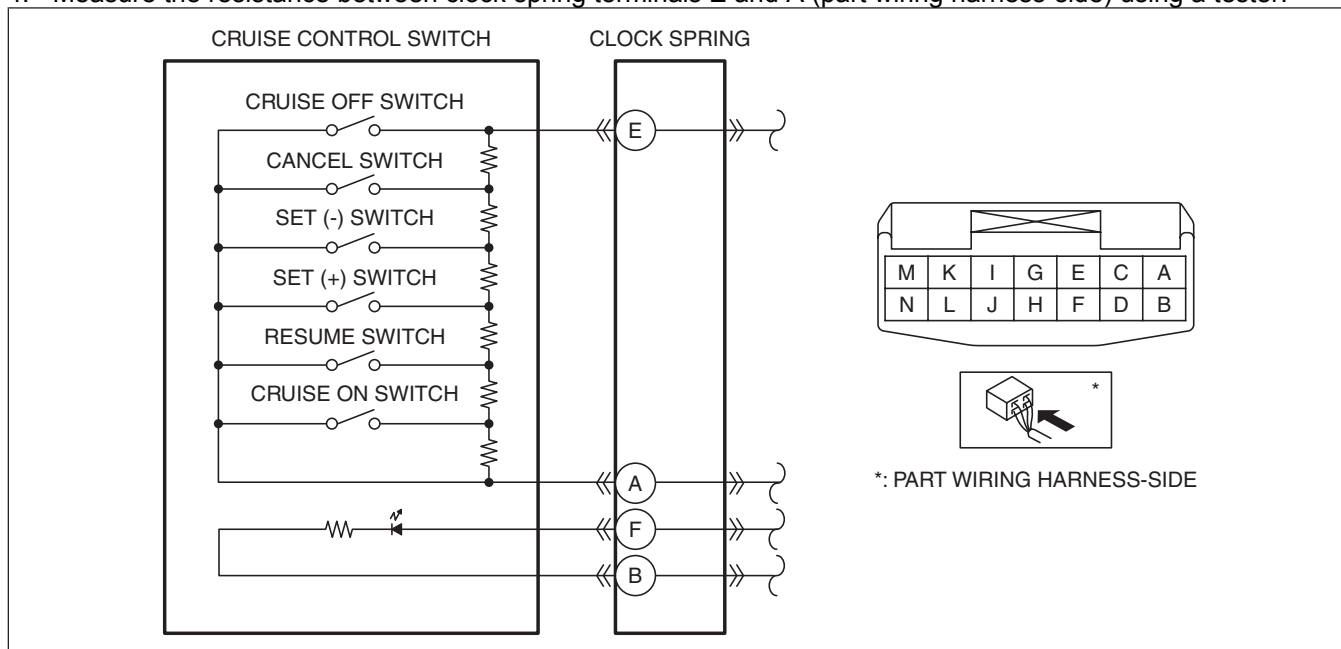 4. Measure the resistance between clock spring terminals E and A (part wiring harness-side) using a tester.
CRUISE CONTROL SWITCH
CLOCK SPRING
CRUISE OFF SWITCH
E
CANCEL SWITCH
SET (-) SWITCH
SET (+) SWITCH
RESUME SWITCH
CRUISE ON SWITCH
A
F
B
M K I G E C A
N L J H F D B
*
*: PART WIRING HARNESS-SIDE